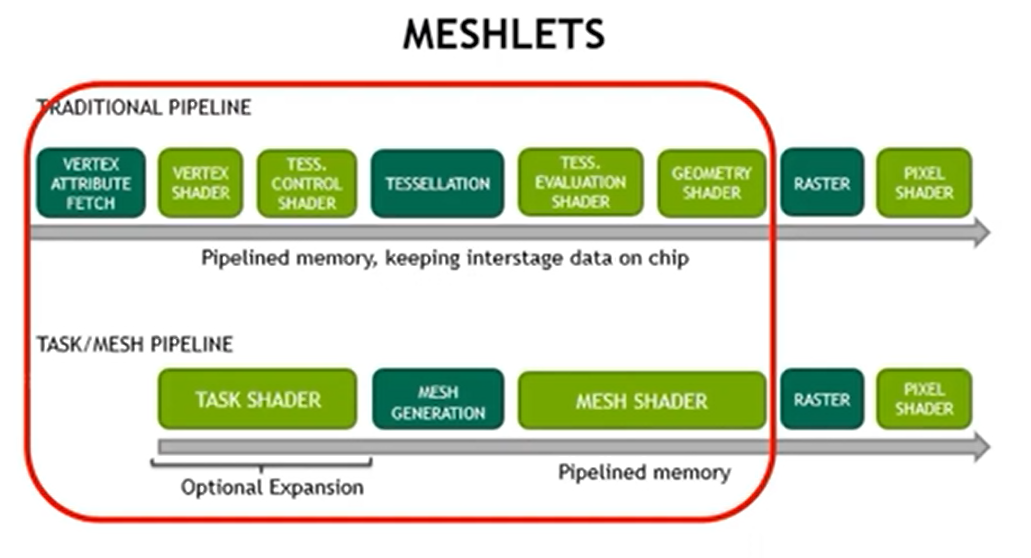 MESHLETS
TRADITIONAL PIPELINE
VERTEX
ATTRIBUTE
FETCH
VERTEX
SHADER
TESS.
CONTROL
SHADER
TESSELLATION
TESS.
EVALUATION
SHADER
GEOMETRY
SHADER
RASTER
PIXEL
SHADER
Pipelined memory, keeping interstage data on chip
TASK/MESH PIPELINE
TASK SHADER
MESH
GENERATION
MESH SHADER
RASTER
PIXEL
SHADER
Optional Expansion
Pipelined memory